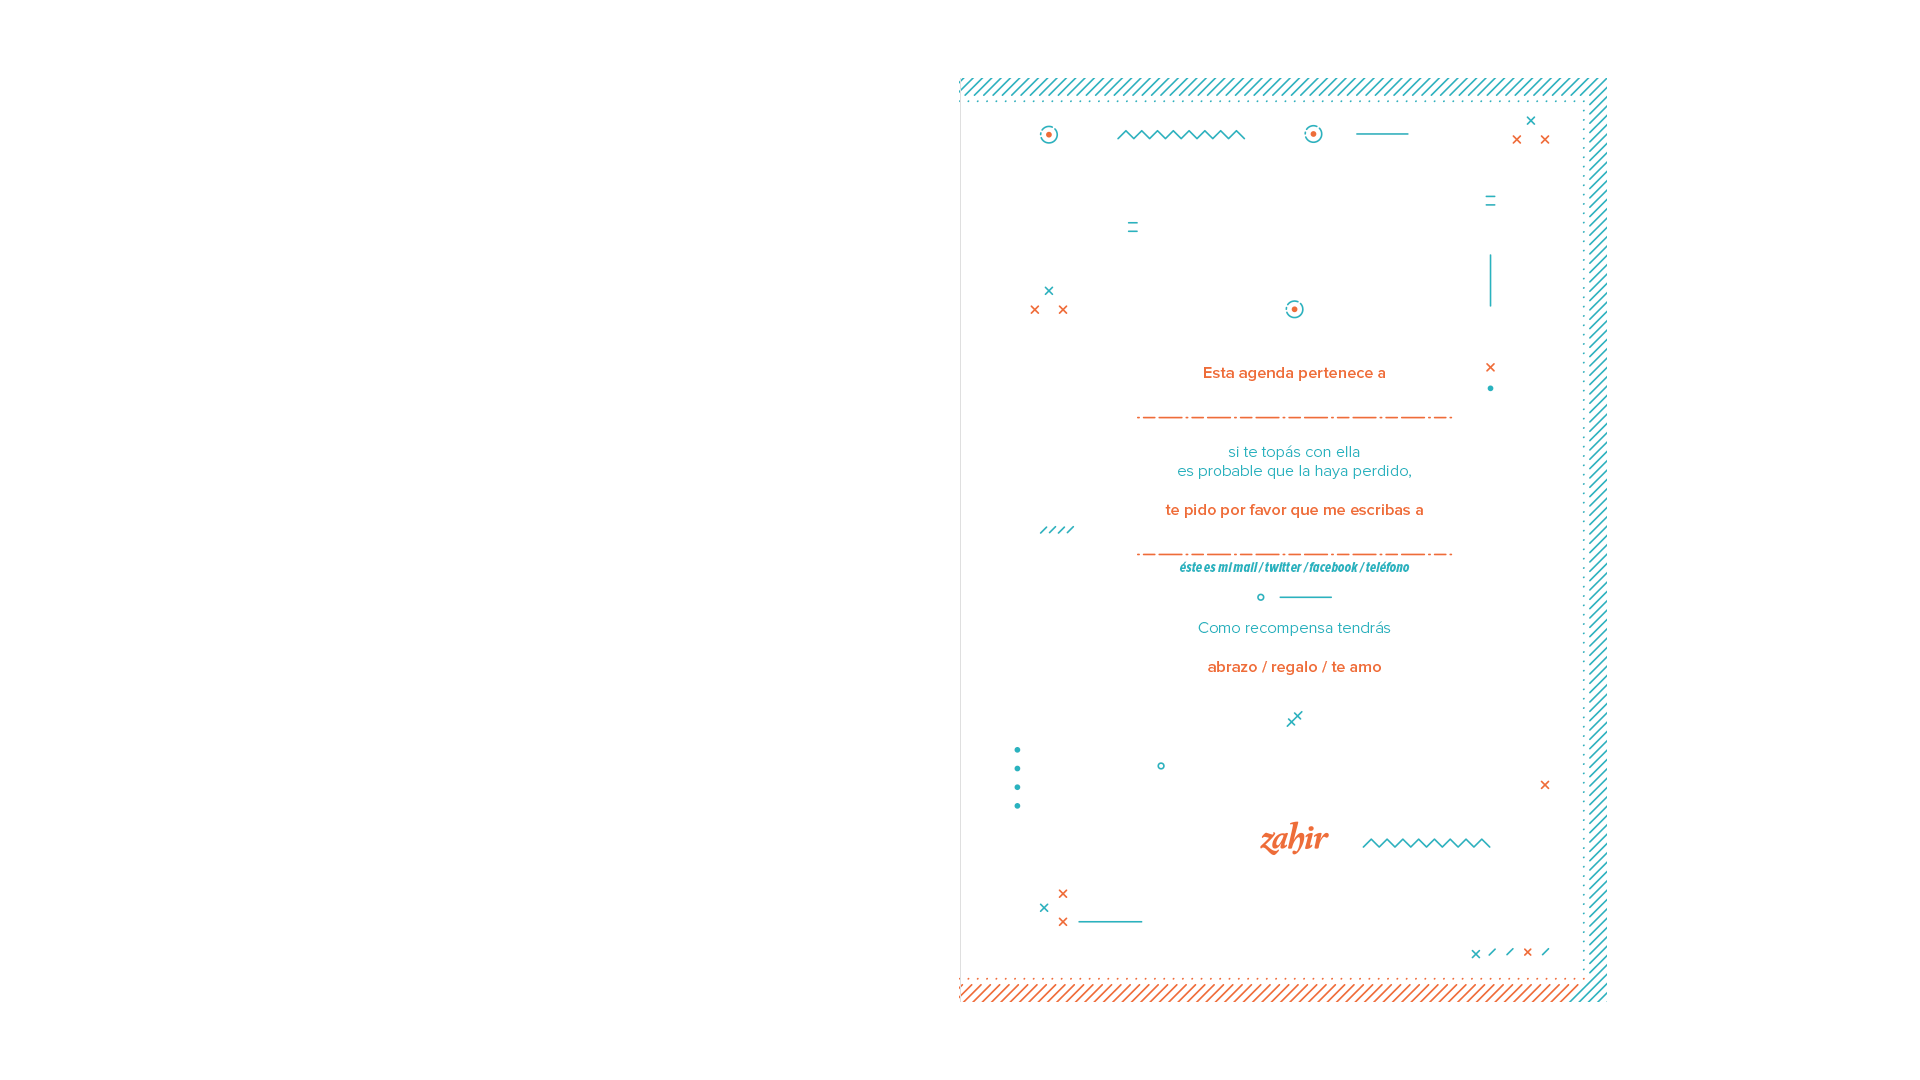 Esta agenda pertenece a
si te topás con ella
es probable que la haya perdido,
te pido por favor que me escribas a
éste es mi mail / twitter / facebook / teléfono
Como recompensa tendrás
abrazo / regalo / te amo
zahir